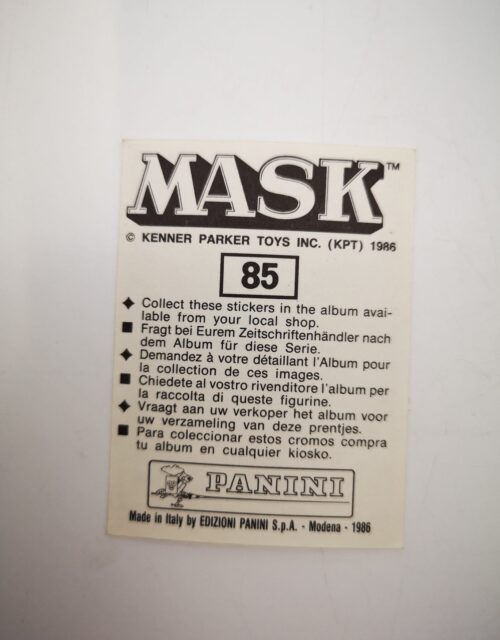 MASK™
© KENNER PARKER TOYS INC. (KPT) 1986
85
◆ Collect these stickers in the album avai-
lable from your local shop.
■ Fragt bei Eurem Zeitschriftenhändler nach
dem Album für diese Serie.
◆ Demandez à votre détaillant l'Album pour
la collection de ces images.
■ Chiedete al vostro rivenditore l'album per
la raccolta di queste figurine.
◆ Vraagt aan uw verkoper het album voor
uw verzameling van deze prentjes.
■ Para coleccionar estos cromos compra
tu album en cualquier kiosko.
PANINI
Made in Italy by EDIZIONI PANINI S.p.A. - Modena - 1986